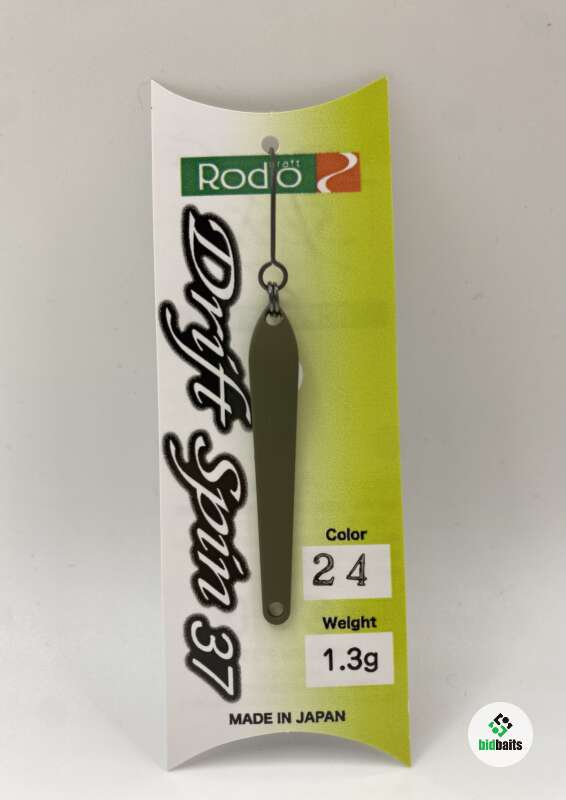 craft
Rodio
Drift Spin 37
Color
24
Weight
1.3g
MADE IN JAPAN
bidbaits